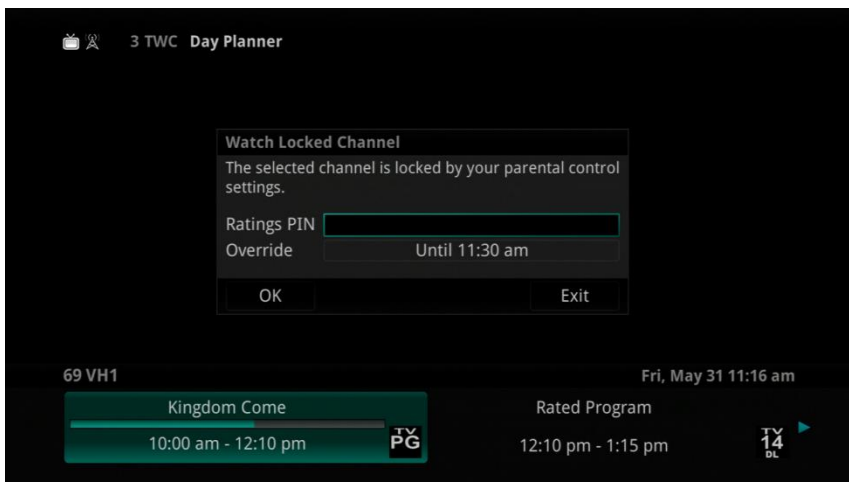 3 TWC Day Planner
Watch Locked Channel
The selected channel is locked by your parental control
settings.
Ratings PIN
Override Until 11:30 am
OK Exit
69 VH1 Fri, May 31 11:16 am
Kingdom Come Rated Program
10:00 am - 12:10 pm TV PG 12:10 pm - 1:15 pm TV 14 DL